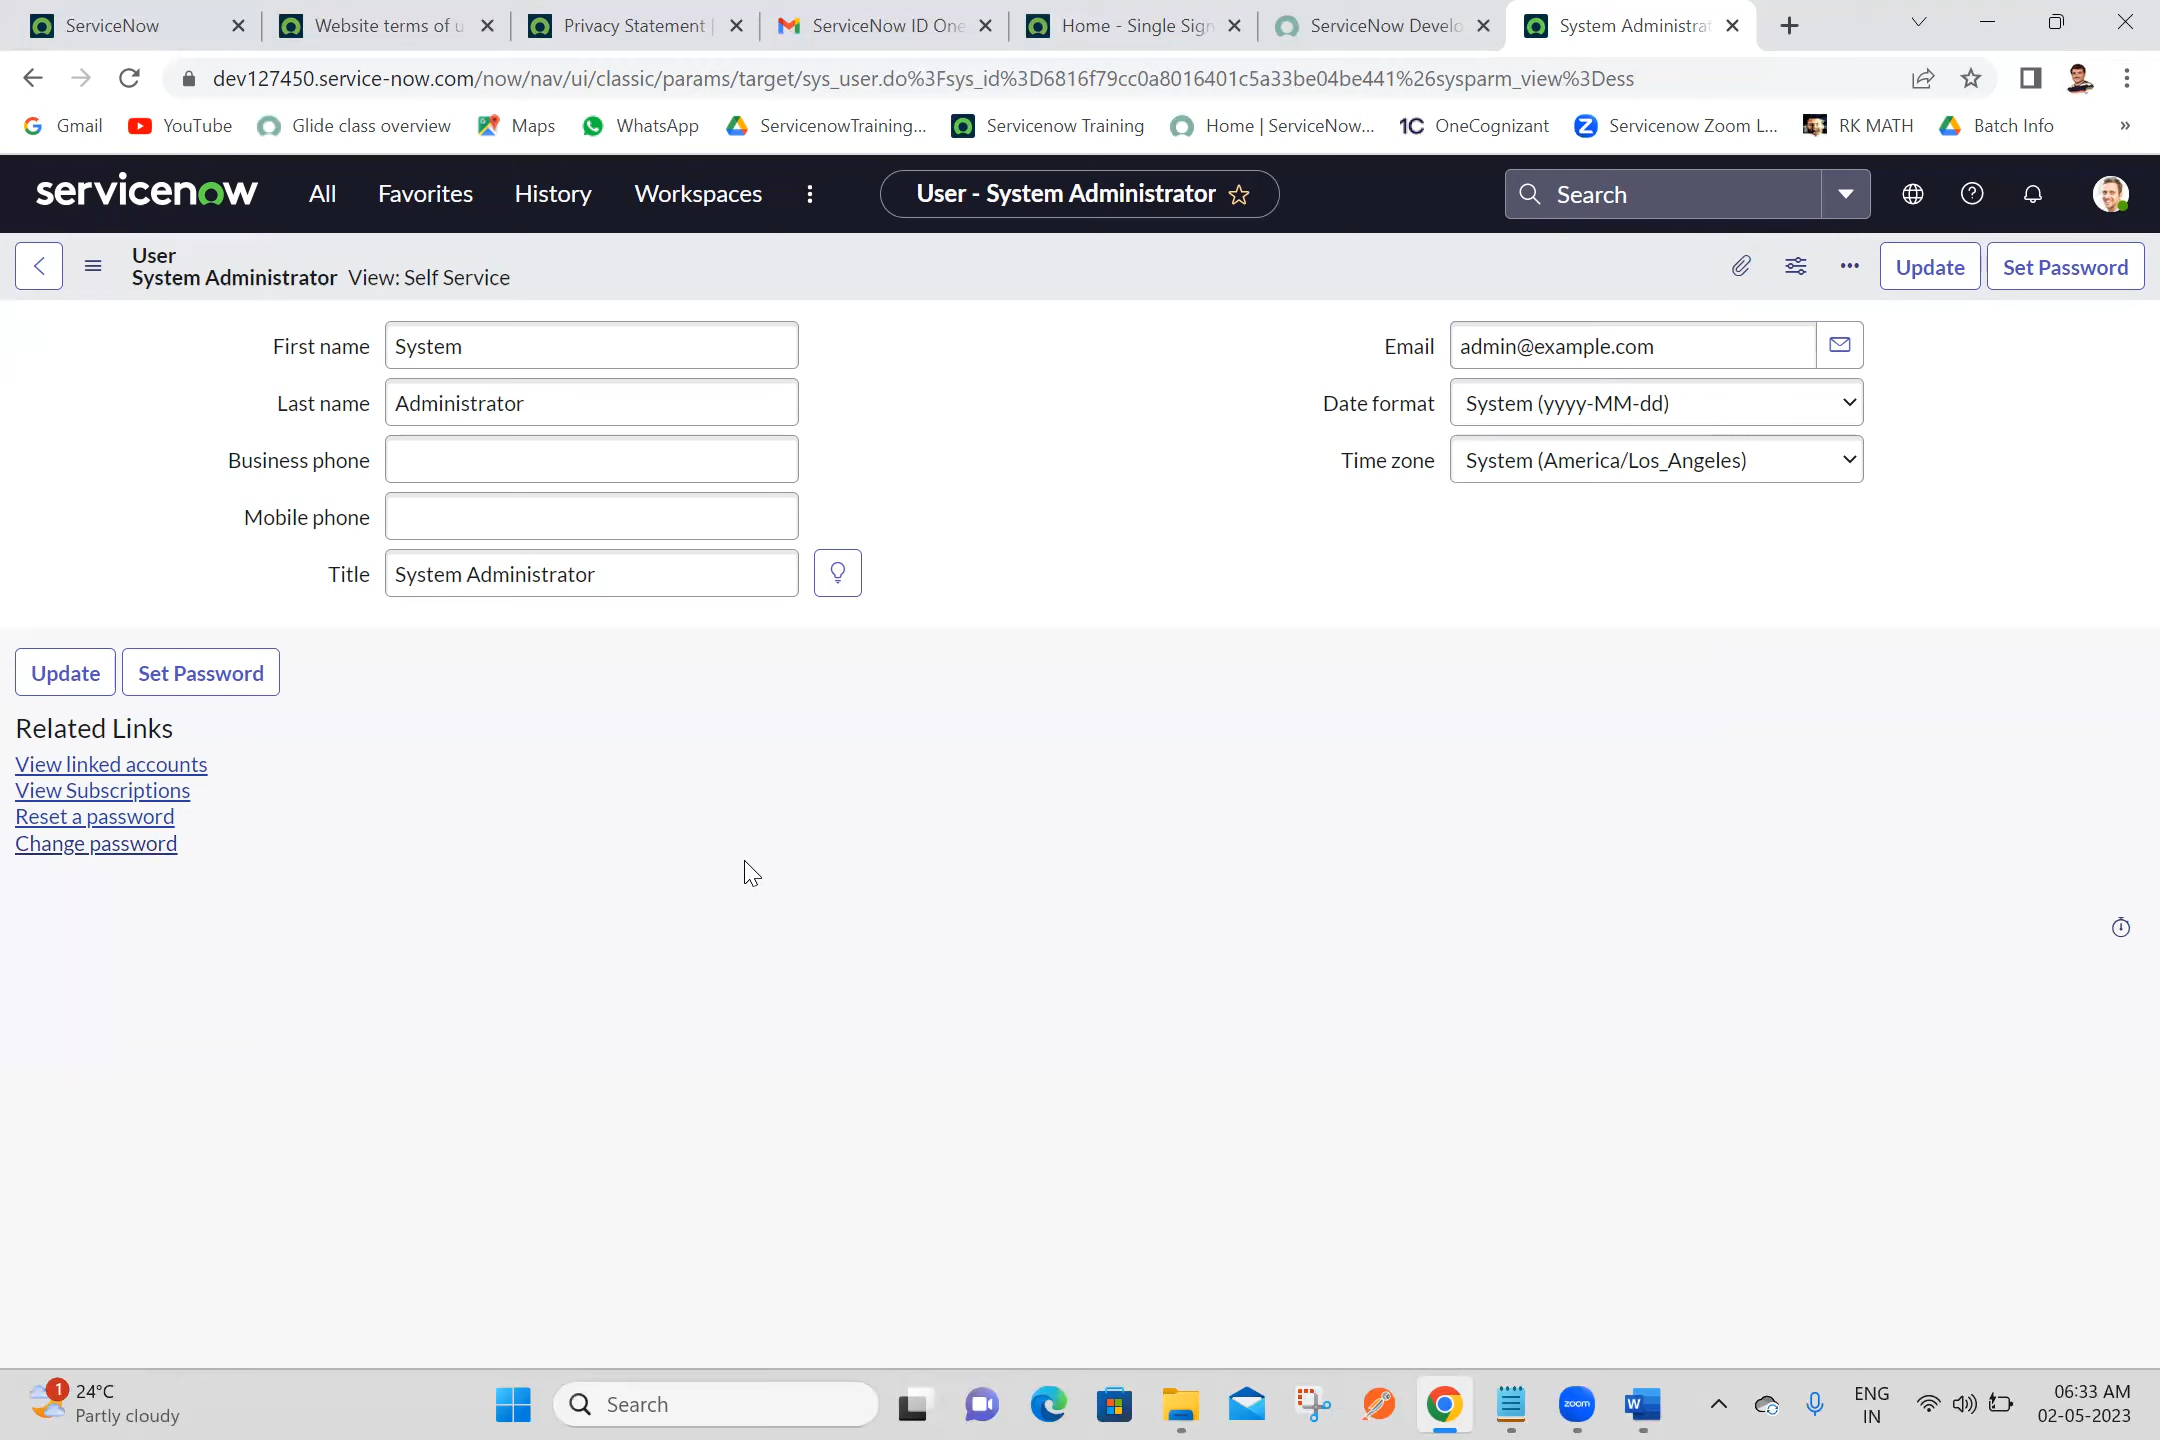 ServiceNow
Website terms of u
Privacy Statement |
ServiceNow ID One
Home - Single Sign
ServiceNow Develo
System Administrat
dev127450.service-now.com/now/nav/ui/classic/params/target/sys_user.do%3Fsys_id%3D6816f79cc0a8016401c5a33be04be441%26sysparm_view%3Dess
Gmail
YouTube
Glide class overview
Maps
WhatsApp
ServicenowTraining...
Servicenow Training
Home | ServiceNow...
1C OneCognizant
Z Servicenow Zoom L...
RK MATH
Batch Info
»
servicenow
All
Favorites
History
Workspaces
User - System Administrator
Search
User
System Administrator View: Self Service
Update
Set Password
First name System
Last name Administrator
Business phone
Mobile phone
Title System Administrator
Email admin@example.com
Date format System (yyyy-MM-dd)
Time zone System (America/Los_Angeles)
Update
Set Password
Related Links
View linked accounts
View Subscriptions
Reset a password
Change password
1
24°C
Partly cloudy
Search
zoom
W
ENG
IN
06:33 AM
02-05-2023